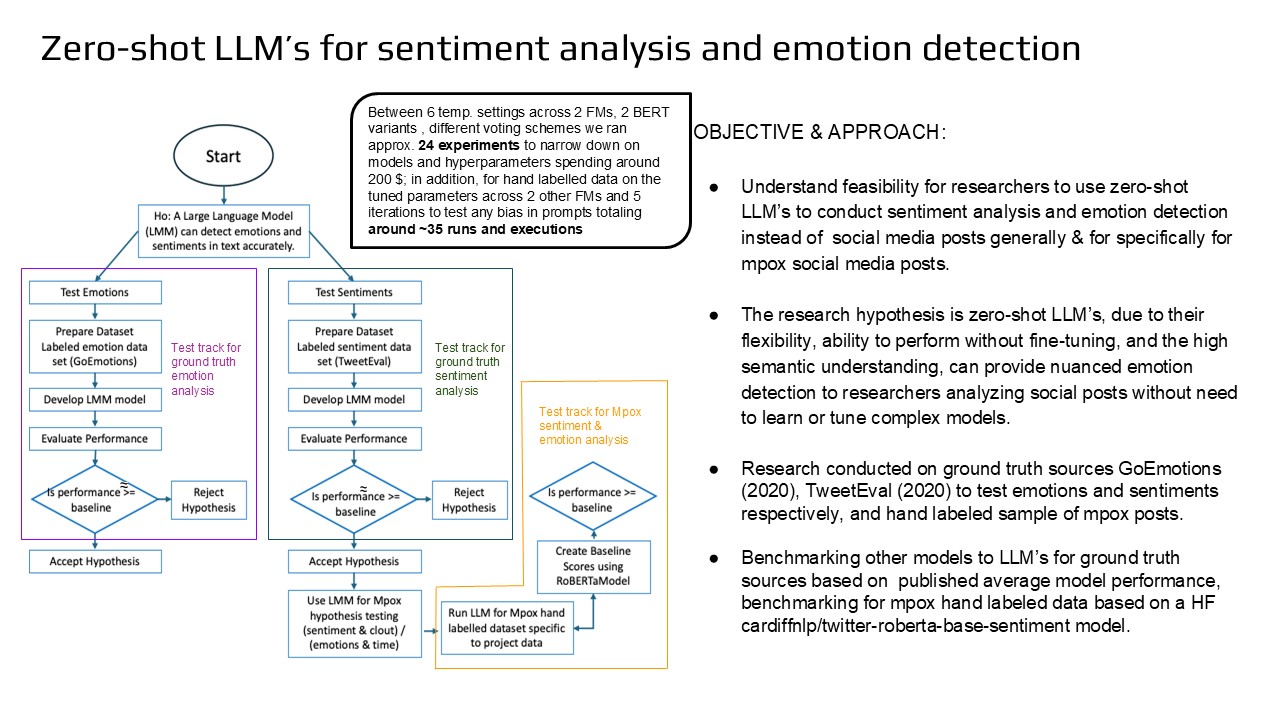 Zero-shot LLM’s for sentiment analysis and emotion detection
Between 6 temp. settings across 2 FMs, 2 BERT
variants , different voting schemes we ran
approx. 24 experiments to narrow down on
models and hyperparameters spending around
200 $; in addition, for hand labelled data on the
tuned parameters across 2 other FMs and 5
iterations to test any bias in prompts totaling
around ~35 runs and executions
Start
Ho: A Large Language Model
(LMM) can detect emotions and
sentiments in text accurately.
Test Emotions
Prepare Dataset
Labeled emotion data
set (GoEmotions)
Develop LMM model
Evaluate Performance
≈
Is performance >=
baseline
Reject
Hypothesis
Accept Hypothesis
Test track for
ground truth
emotion
analysis
Test Sentiments
Prepare Dataset
Labeled sentiment data
set (TweetEval)
Develop LMM model
Evaluate Performance
≈
Is performance >=
baseline
Reject
Hypothesis
Accept Hypothesis
Test track for
ground truth
sentiment
analysis
Use LMM for Mpox
hypothesis testing
(sentiment & clout) /
(emotions & time)
Test track for Mpox
sentiment &
emotion analysis
Is performance >=
baseline
Create Baseline
Scores using
RoBERTaModel
Run LLM for Mpox hand
labelled dataset specific
to project data
OBJECTIVE & APPROACH:
● Understand feasibility for researchers to use zero-shot
LLM’s to conduct sentiment analysis and emotion detection
instead of social media posts generally & for specifically for
mpox social media posts.
● The research hypothesis is zero-shot LLM’s, due to their
flexibility, ability to perform without fine-tuning, and the high
semantic understanding, can provide nuanced emotion
detection to researchers analyzing social posts without need
to learn or tune complex models.
● Research conducted on ground truth sources GoEmotions
(2020), TweetEval (2020) to test emotions and sentiments
respectively, and hand labeled sample of mpox posts.
● Benchmarking other models to LLM’s for ground truth
sources based on published average model performance,
benchmarking for mpox hand labeled data based on a HF
cardiffnlp/twitter-roberta-base-sentiment model.